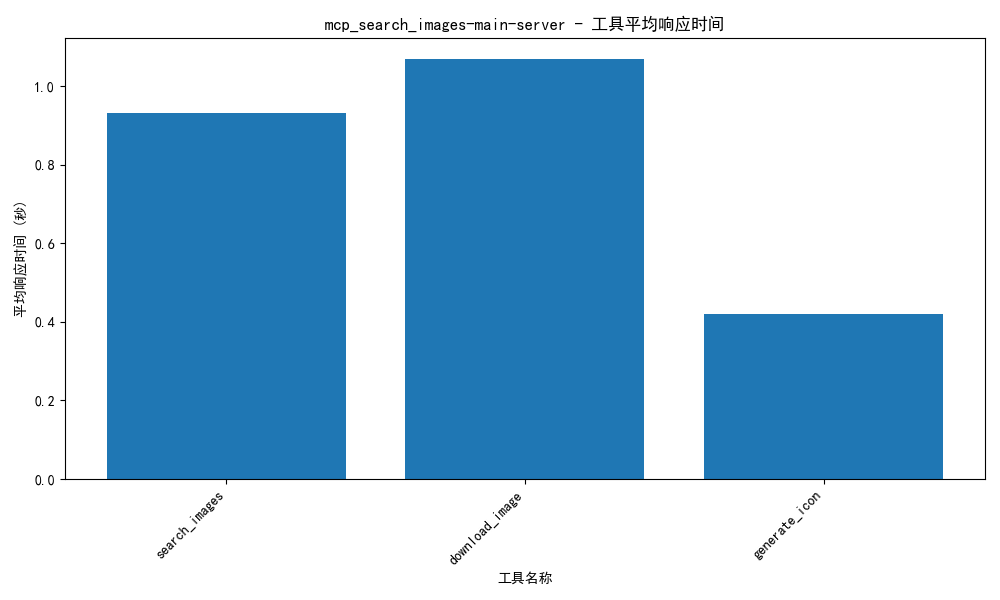 mcp_search_images-main-server - 工具平均响应时间
平均响应时间 (秒)
1.0
0.8
0.6
0.4
0.2
0.0
search_images
download_image
generate_icon
工具名称